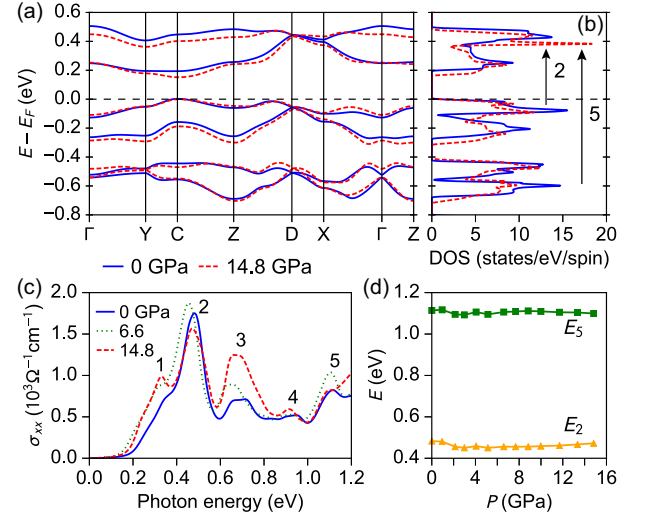 (a)
(b)
E − E_F (eV)
0.6
0.4
0.2
0.0
−0.2
−0.4
−0.6
−0.8
Γ Y C Z D X Γ Z
2
5
0 5 10 15 20
DOS (states/eV/spin)
0 GPa 14.8 GPa
(c)
σxx (10³Ω⁻¹cm⁻¹)
2.0
1.5
1.0
0.5
0.0
0 GPa
6.6
14.8
1
2
3
4
5
0.0 0.2 0.4 0.6 0.8 1.0 1.2
Photon energy (eV)
(d)
E (eV)
1.2
1.0
0.8
0.6
0.4
E₅
E₂
0 4 8 12 16
P (GPa)